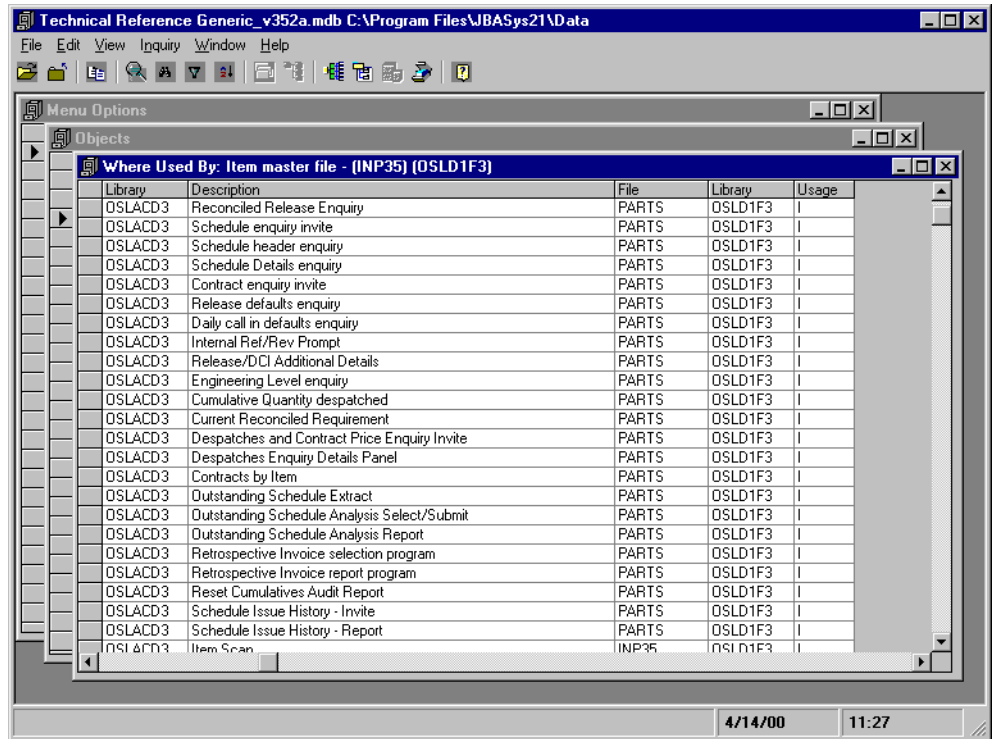 Technical Reference Generic_v352a.mdb C:\Program Files\JBASys21\Data
File Edit View Inquiry Window Help
Menu Options
Objects
Where Used By: Item master file - (INP35) (OSLD1F3)
Library Description File Library Usage
OSLACD3 Reconciled Release Enquiry PARTS OSLD1F3 I
OSLACD3 Schedule enquiry invite PARTS OSLD1F3 I
OSLACD3 Schedule header enquiry PARTS OSLD1F3 I
OSLACD3 Schedule Details enquiry PARTS OSLD1F3 I
OSLACD3 Contract enquiry invite PARTS OSLD1F3 I
OSLACD3 Release defaults enquiry PARTS OSLD1F3 I
OSLACD3 Daily call in defaults enquiry PARTS OSLD1F3 I
OSLACD3 Internal Ref/Rev Prompt PARTS OSLD1F3 I
OSLACD3 Release/DCI Additional Details PARTS OSLD1F3 I
OSLACD3 Engineering Level enquiry PARTS OSLD1F3 I
OSLACD3 Cumulative Quantity despatched PARTS OSLD1F3 I
OSLACD3 Current Reconciled Requirement PARTS OSLD1F3 I
OSLACD3 Despatches and Contract Price Enquiry Invite PARTS OSLD1F3 I
OSLACD3 Despatches Enquiry Details Panel PARTS OSLD1F3 I
OSLACD3 Contracts by Item PARTS OSLD1F3 I
OSLACD3 Outstanding Schedule Extract PARTS OSLD1F3 I
OSLACD3 Outstanding Schedule Analysis Select/Submit PARTS OSLD1F3 I
OSLACD3 Outstanding Schedule Analysis Report PARTS OSLD1F3 I
OSLACD3 Retrospective Invoice selection program PARTS OSLD1F3 I
OSLACD3 Retrospective Invoice report program PARTS OSLD1F3 I
OSLACD3 Reset Cumulatives Audit Report PARTS OSLD1F3 I
OSLACD3 Schedule Issue History - Invite PARTS OSLD1F3 I
OSLACD3 Schedule Issue History - Report PARTS OSLD1F3 I
OSLACD3 Item Scan INP35 OSLD1F3 I
4/14/00 11:27